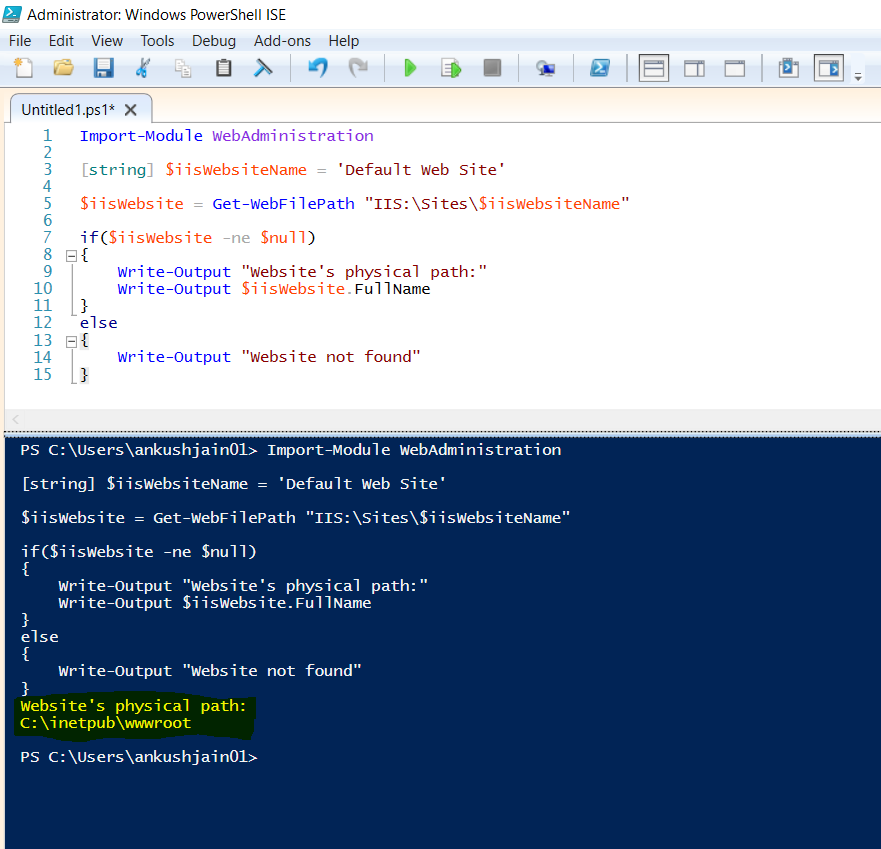 Administrator: Windows PowerShell ISE
File Edit View Tools Debug Add-ons Help
Untitled1.ps1*
1 Import-Module WebAdministration
2
3 [string] $iisWebsiteName = 'Default Web Site'
4
5 $iisWebsite = Get-WebFilePath "IIS:\Sites\$iisWebsiteName"
6
7 if($iisWebsite -ne $null)
8 {
9 Write-Output "Website's physical path:"
10 Write-Output $iisWebsite.FullName
11 }
12 else
13 {
14 Write-Output "Website not found"
15 }
PS C:\Users\ankushjain01> Import-Module WebAdministration
[string] $iisWebsiteName = 'Default Web Site'
$iisWebsite = Get-WebFilePath "IIS:\Sites\$iisWebsiteName"
if($iisWebsite -ne $null)
{
Write-Output "Website's physical path:"
Write-Output $iisWebsite.FullName
}
else
{
Write-Output "Website not found"
}
Website's physical path:
C:\inetpub\wwwroot
PS C:\Users\ankushjain01>